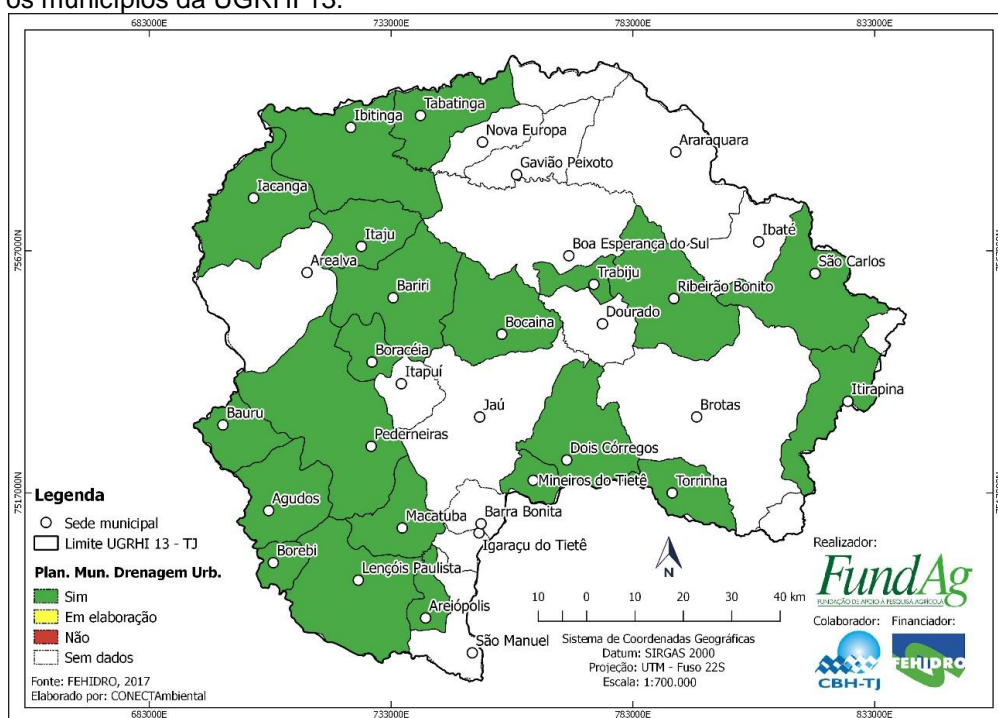 os municípios da UGRHI 13.
683000E 733000E 783000E 833000E
Tabatinga
Ibitinga
Nova Europa
Araraquara
Gavião Peixoto
Iacanga
Ibaté
Itaju
Boa Esperança do Sul
7567000N
Arealva
São Carlos
Trabiju
Bariri
Ribeirão Bonito
Dourado
Bocaina
Boracéia
Itapuí
Itirapina
Jaú
Brotas
Bauru
Pederneiras
Dois Córregos
Mineiros do Tietê
Torrinha
7517000N
Agudos
Macatuba
Barra Bonita
Igaraçu do Tietê
Borebi
Lençóis Paulista
Areiópolis
São Manuel
Legenda
Sede municipal
Limite UGRHI 13 - TJ
Plan. Mun. Drenagem Urb.
Sim
Em elaboração
Não
Sem dados
Fonte: FEHIDRO, 2017
Elaborado por: CONECTAmbiental
N
10 0 10 20 30 40 km
Sistema de Coordenadas Geográficas
Datum: SIRGAS 2000
Projeção: UTM - Fuso 22S
Escala: 1:700.000
Realizador:
FundAg
FUNDAÇÃO DE APOIO À PESQUISA AGRÍCOLA
Colaborador: Financiador:
CBH-TJ
FEHIDRO
683000E 733000E 783000E 833000E